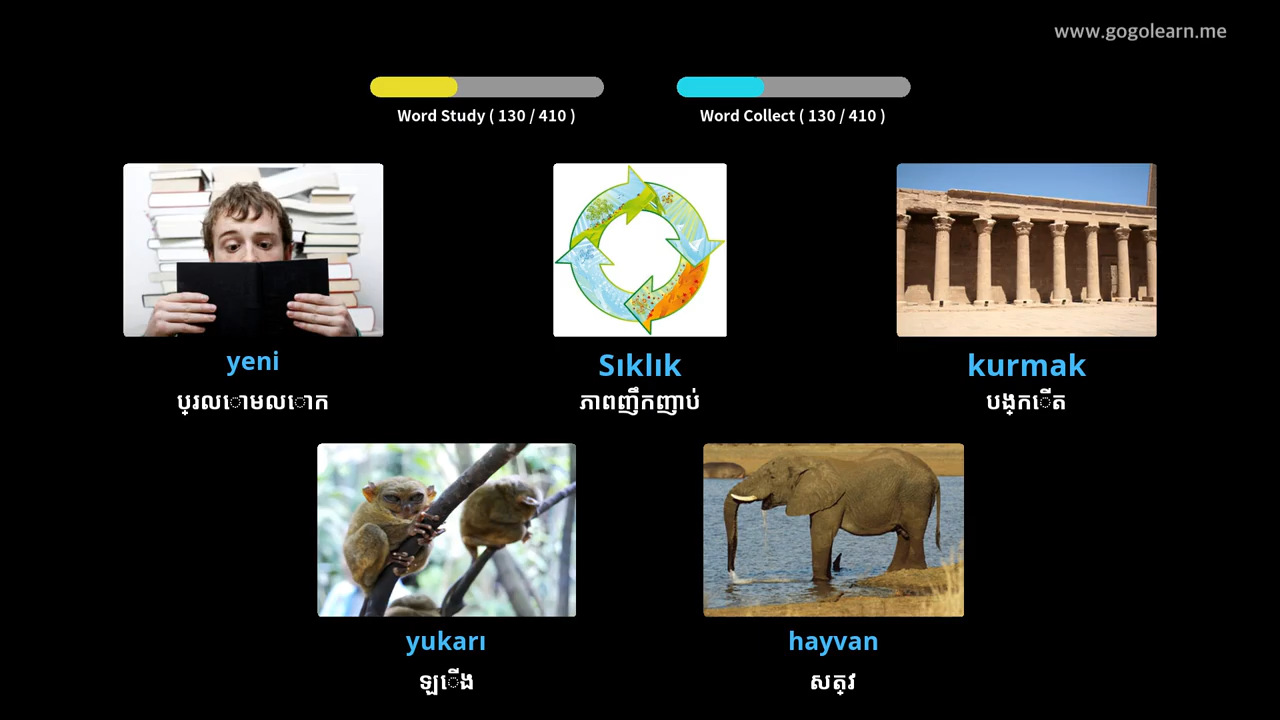 www.gogolearn.me
Word Study ( 130 / 410 )
Word Collect ( 130 / 410 )
yeni
ប្រលោមលោក
Sıklık
ភាពញឹកញាប់
kurmak
បង្កើត
yukarı
ឡើង
hayvan
សត្វ